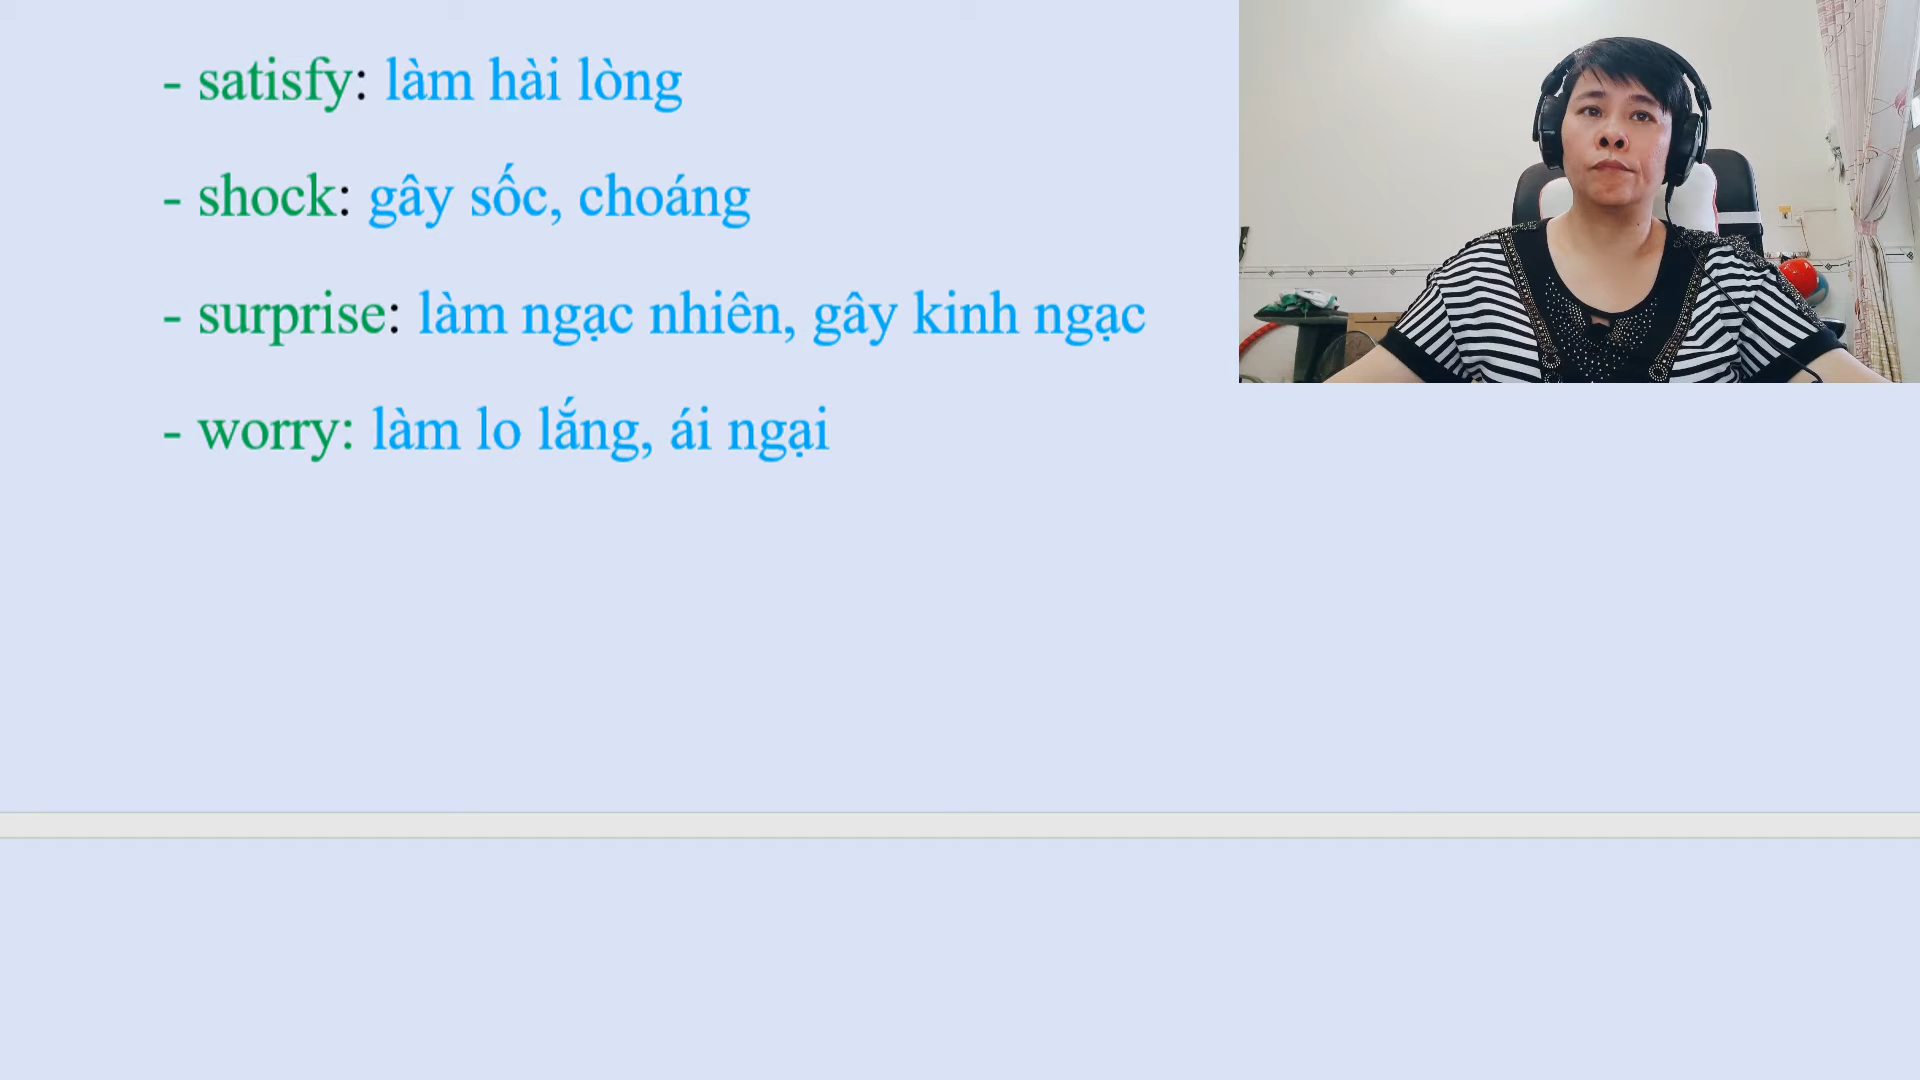 - satisfy: làm hài lòng
- shock: gây sốc, choáng
- surprise: làm ngạc nhiên, gây kinh ngạc
- worry: làm lo lắng, ái ngại